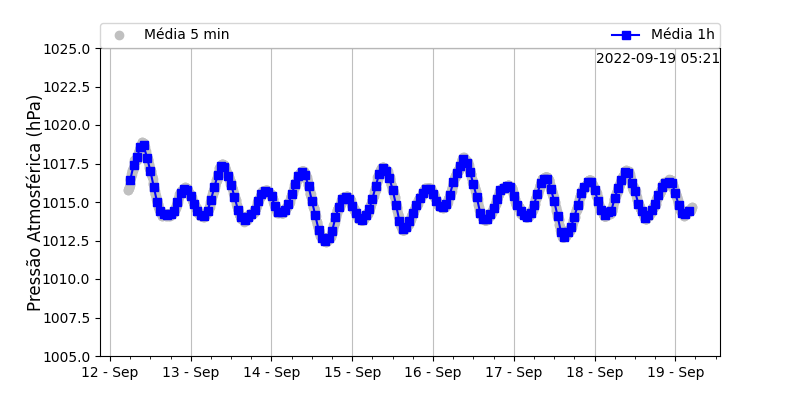 Média 5 min
Média 1h
2022-09-19 05:21
Pressão Atmosférica (hPa)
1025.0
1022.5
1020.0
1017.5
1015.0
1012.5
1010.0
1007.5
1005.0
12 - Sep
13 - Sep
14 - Sep
15 - Sep
16 - Sep
17 - Sep
18 - Sep
19 - Sep